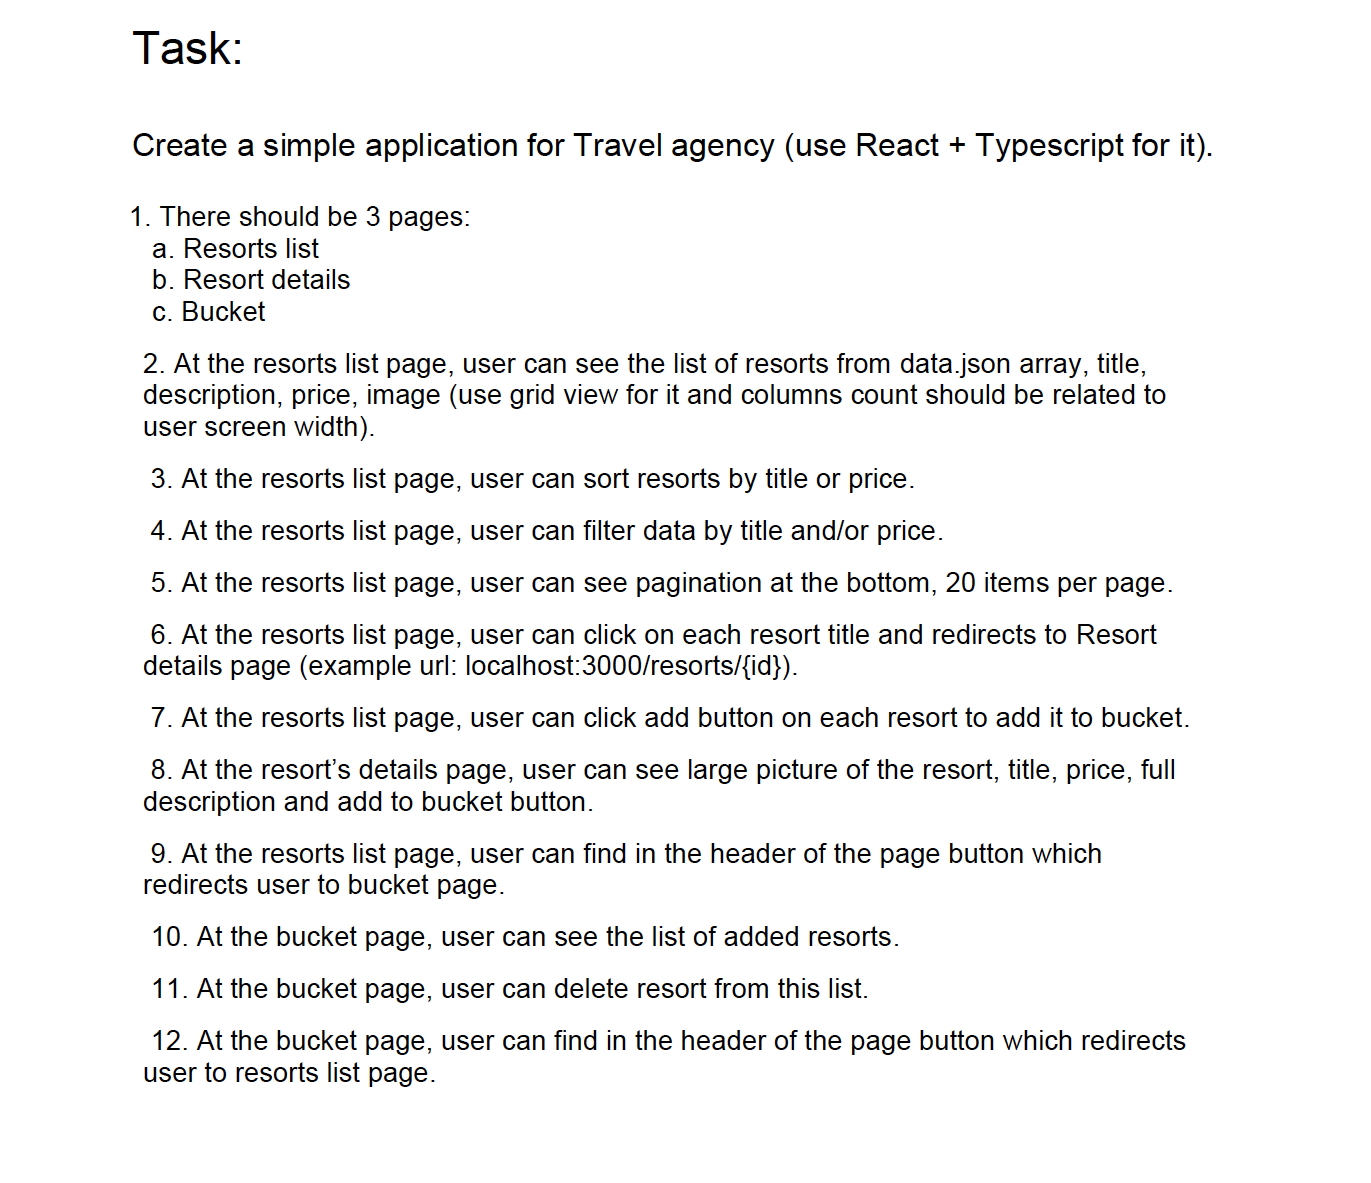 Task:
Create a simple application for Travel agency (use React + Typescript for it).
1. There should be 3 pages:
a. Resorts list
b. Resort details
c. Bucket
2. At the resorts list page, user can see the list of resorts from data.json array, title,
description, price, image (use grid view for it and columns count should be related to
user screen width).
3. At the resorts list page, user can sort resorts by title or price.
4. At the resorts list page, user can filter data by title and/or price.
5. At the resorts list page, user can see pagination at the bottom, 20 items per page.
6. At the resorts list page, user can click on each resort title and redirects to Resort
details page (example url: localhost:3000/resorts/{id}).
7. At the resorts list page, user can click add button on each resort to add it to bucket.
8. At the resort’s details page, user can see large picture of the resort, title, price, full
description and add to bucket button.
9. At the resorts list page, user can find in the header of the page button which
redirects user to bucket page.
10. At the bucket page, user can see the list of added resorts.
11. At the bucket page, user can delete resort from this list.
12. At the bucket page, user can find in the header of the page button which redirects
user to resorts list page.